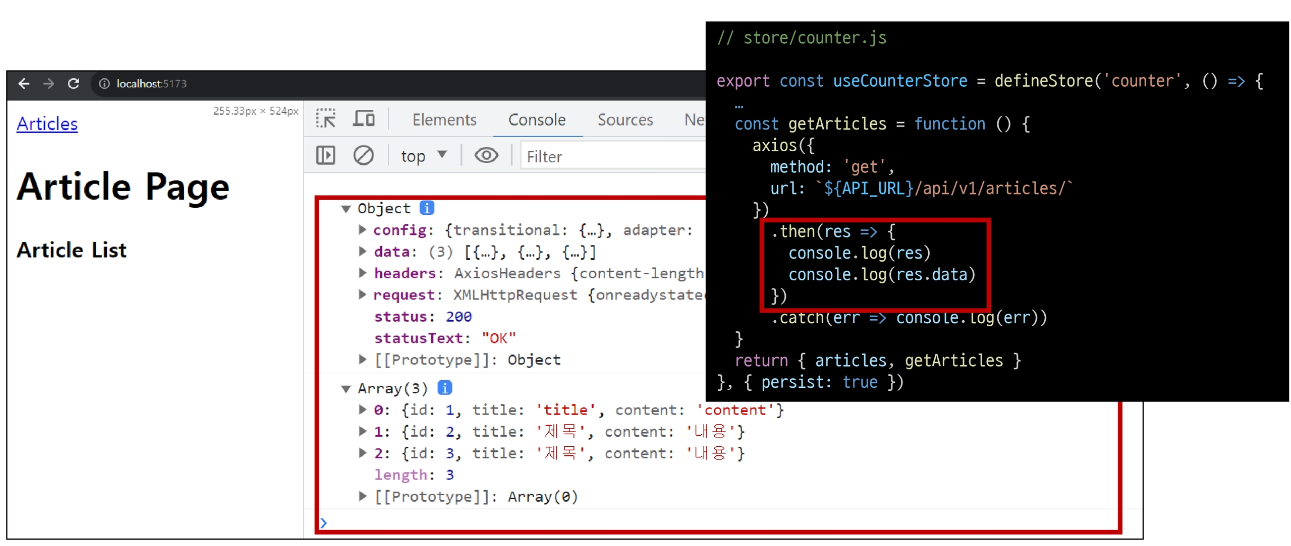 localhost:5173
Articles
255.33px × 524px
Article Page
Article List
Elements Console Sources Ne
top Filter
Object
config: {transitional: {…}, adapter:
data: (3) [{…}, {…}, {…}]
headers: AxiosHeaders {content-length
request: XMLHttpRequest {onreadystate
status: 200
statusText: "OK"
[[Prototype]]: Object
Array(3)
0: {id: 1, title: 'title', content: 'content'}
1: {id: 2, title: '제목', content: '내용'}
2: {id: 3, title: '제목', content: '내용'}
length: 3
[[Prototype]]: Array(0)
// store/counter.js
export const useCounterStore = defineStore('counter', () => {
…
const getArticles = function () {
axios({
method: 'get',
url: `${API_URL}/api/v1/articles/`
})
.then(res => {
console.log(res)
console.log(res.data)
})
.catch(err => console.log(err))
}
return { articles, getArticles }
}, { persist: true })